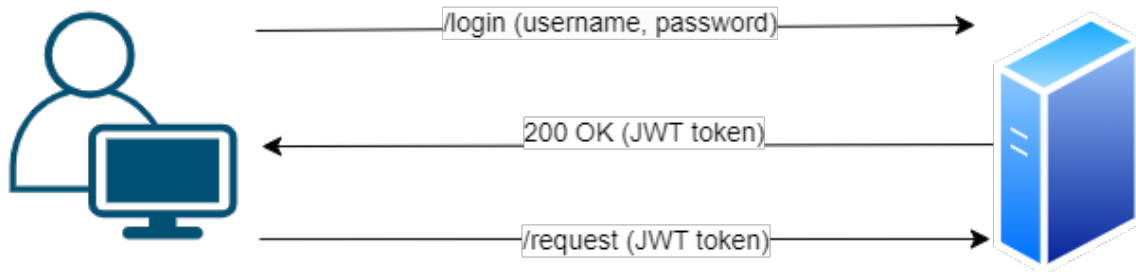 /login (username, password)
200 OK (JWT token)
/request (JWT token)